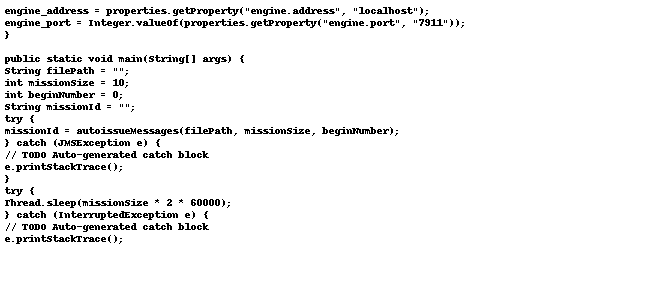 engine_address = properties.getProperty("engine.address", "localhost");
engine_port = Integer.valueOf(properties.getProperty("engine.port", "7911"));
}
public static void main(String[] args) {
String filePath = "";
int missionSize = 10;
int beginNumber = 0;
String missionId = "";
try {
missionId = autoissueMessages(filePath, missionSize, beginNumber);
} catch (JMSException e) {
// TODO Auto-generated catch block
e.printStackTrace();
}
try {
Thread.sleep(missionSize * 2 * 60000);
} catch (InterruptedException e) {
// TODO Auto-generated catch block
e.printStackTrace();